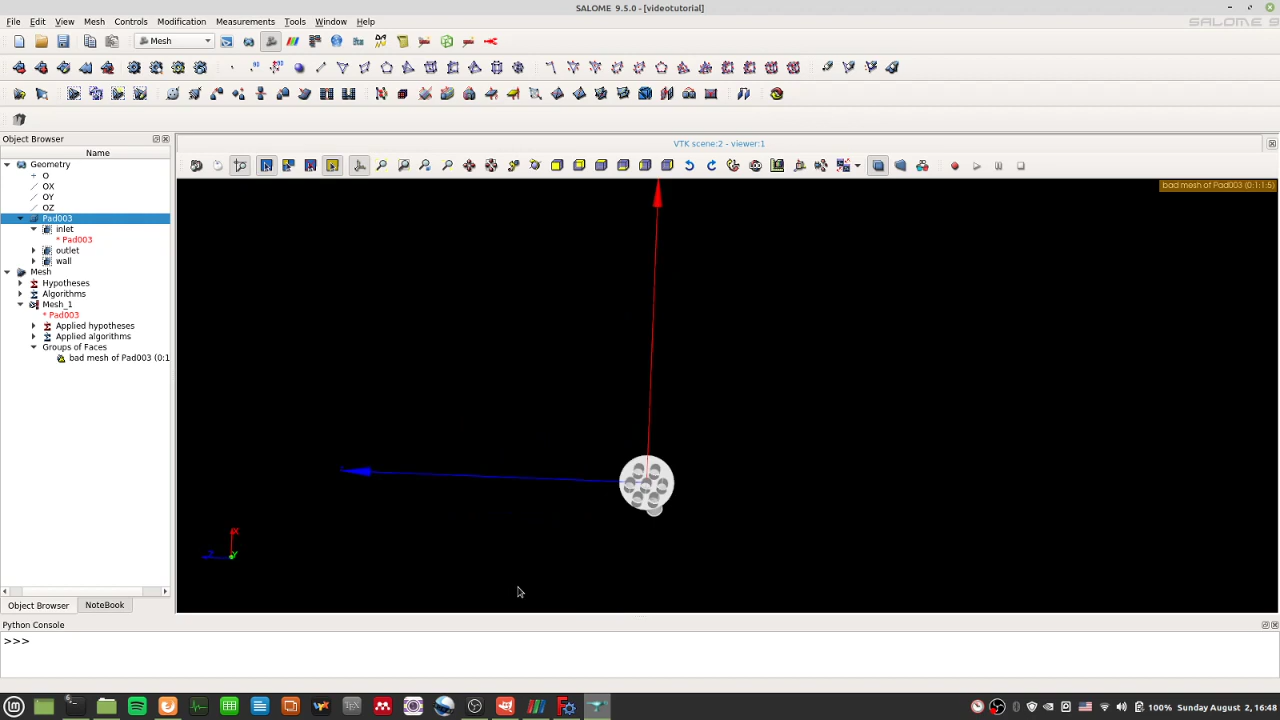 SALOME 9.5.0 - [videotutorial]
File Edit View Mesh Controls Modification Measurements Tools Window Help
SALOME 9
Mesh
Object Browser
VTK scene:2 - viewer:1
Name
Geometry
O
OX
OY
OZ
Pad003
inlet
* Pad003
outlet
wall
Mesh
Hypotheses
Algorithms
Mesh_1
* Pad003
Applied hypotheses
Applied algorithms
Groups of Faces
bad mesh of Pad003 (0:1
bad mesh of Pad003 (0:1:1:5)
X
Z
Y
Object Browser NoteBook
Python Console
>>>
100% Sunday August 2, 16:48